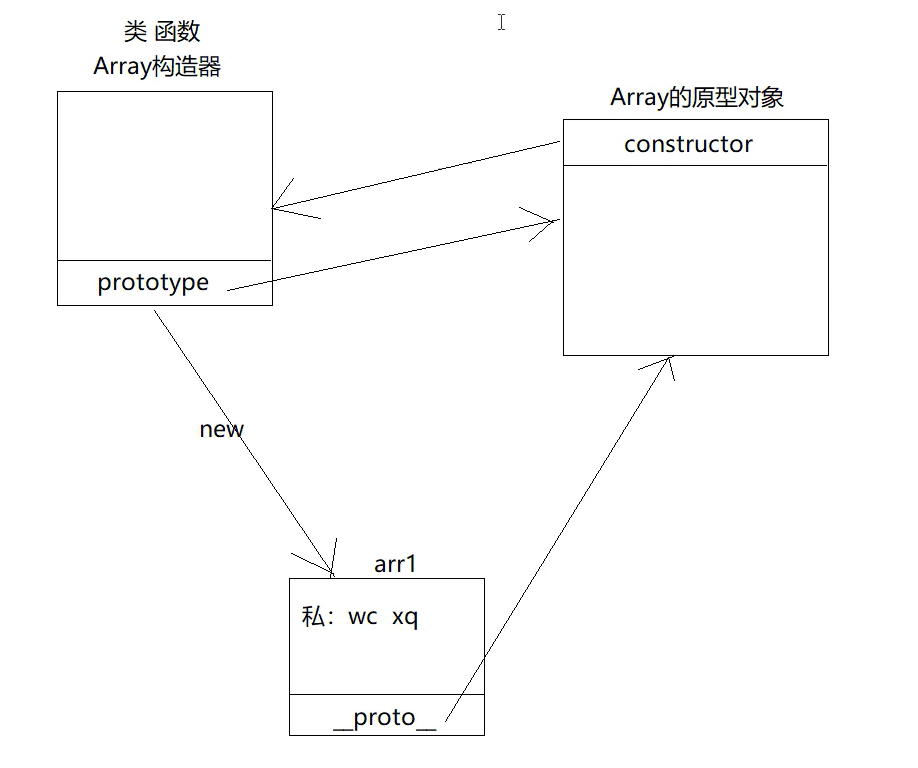 类 函数
Array构造器
Array的原型对象
constructor
prototype
new
arr1
私：wc xq
__proto__